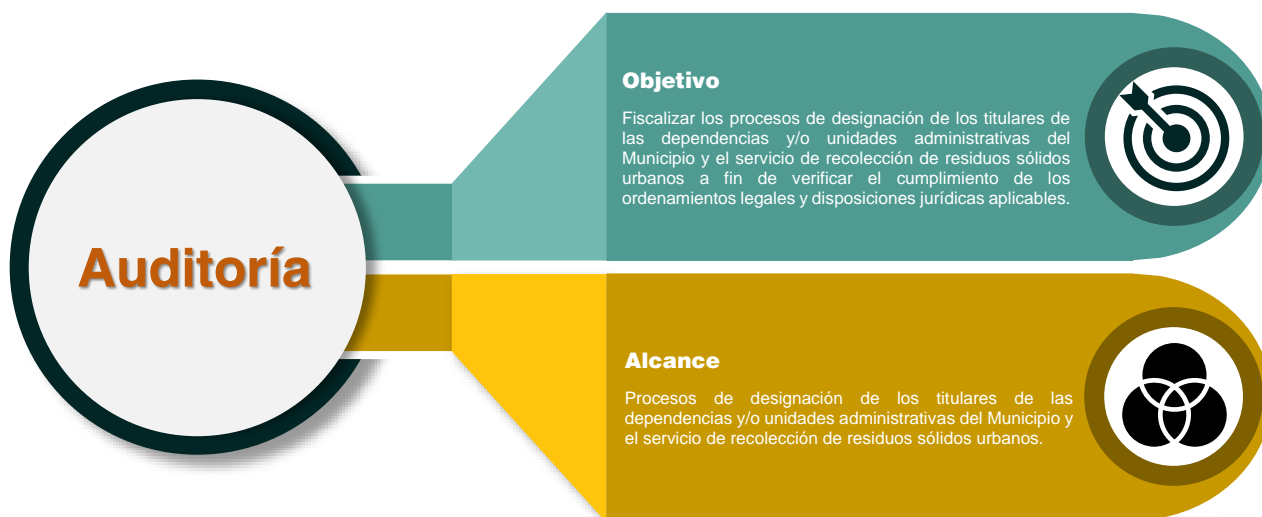 Auditoría
Objetivo
Fiscalizar los procesos de designación de los titulares de
las dependencias y/o unidades administrativas del
Municipio y el servicio de recolección de residuos sólidos
urbanos a fin de verificar el cumplimiento de los
ordenamientos legales y disposiciones jurídicas aplicables.
Alcance
Procesos de designación de los titulares de las
dependencias y/o unidades administrativas del Municipio y
el servicio de recolección de residuos sólidos urbanos.